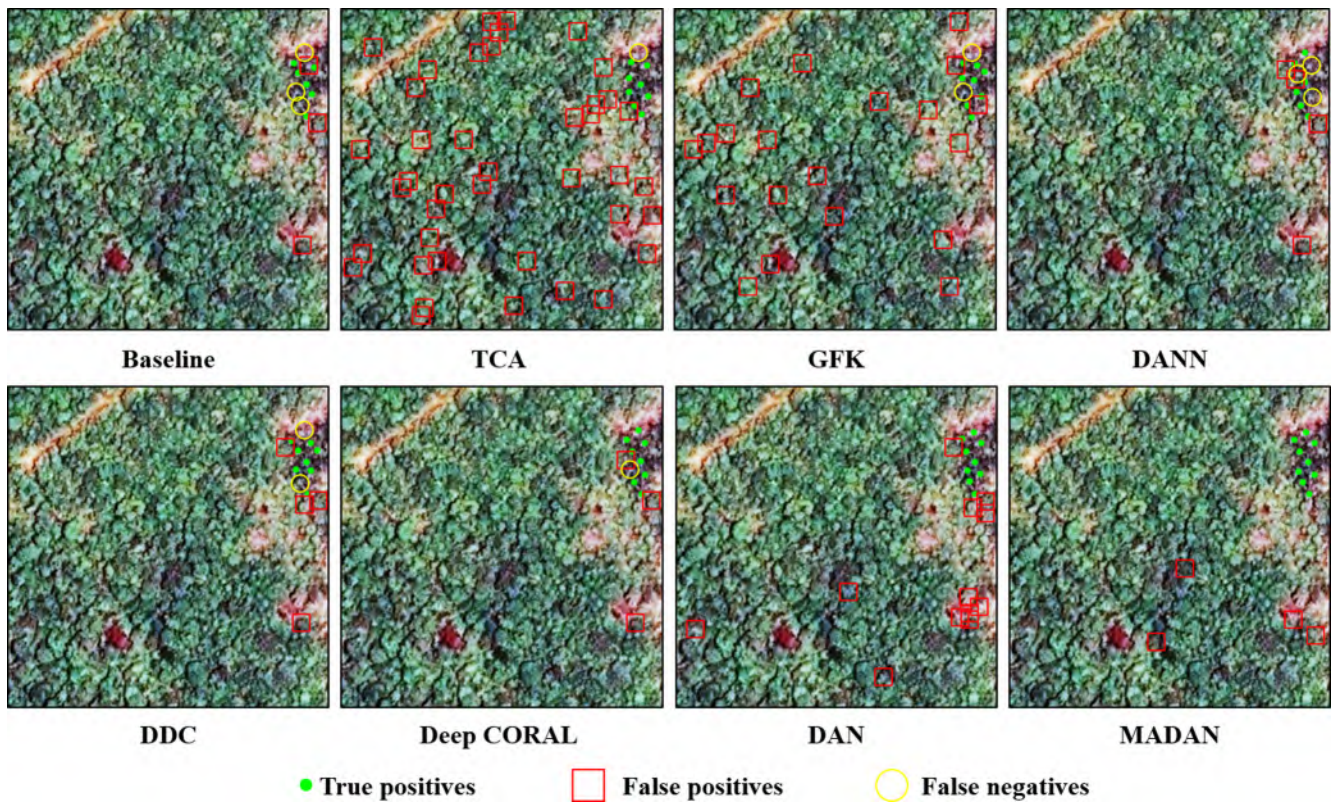 Baseline TCA GFK DANN
DDC Deep CORAL DAN MADAN
True positives False positives False negatives